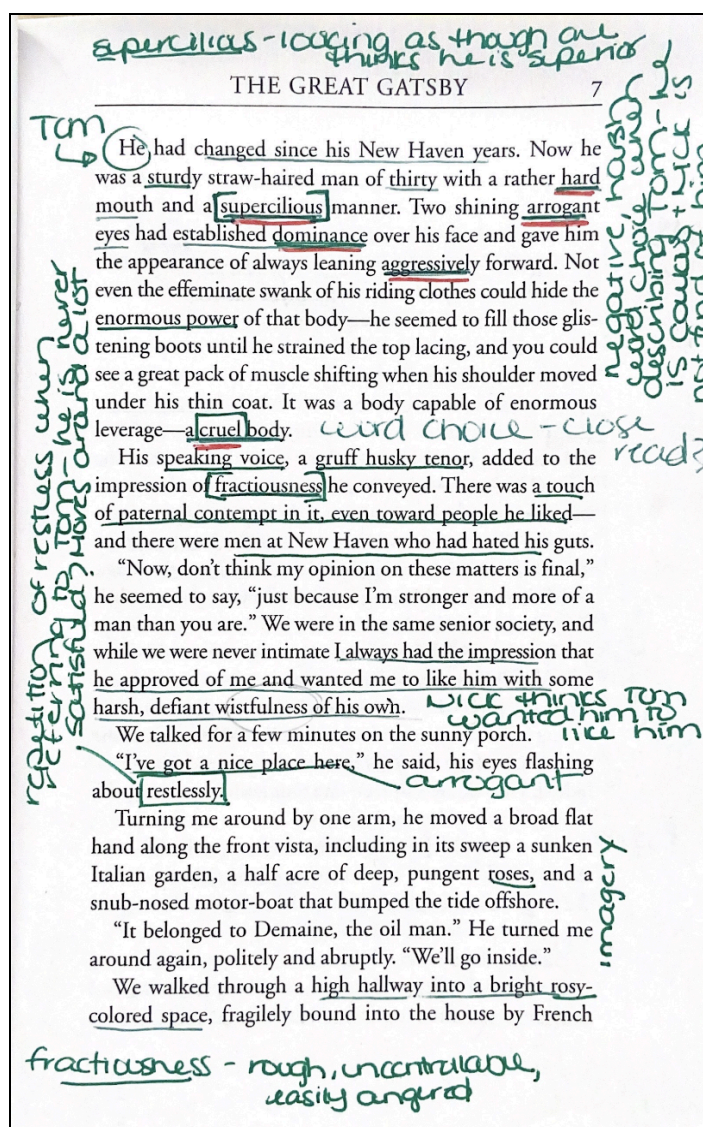 supercilias - looking as though one
thinks he is superior
THE GREAT GATSBY 7
Tom
He had changed since his New Haven years. Now he
was a sturdy straw-haired man of thirty with a rather hard
mouth and a supercilious manner. Two shining arrogant
eyes had established dominance over his face and gave him
the appearance of always leaning aggressively forward. Not
even the effeminate swank of his riding clothes could hide the
enormous power of that body—he seemed to fill those glis-
tening boots until he strained the top lacing, and you could
see a great pack of muscle shifting when his shoulder moved
under his thin coat. It was a body capable of enormous
leverage—a cruel body.
word choice - close
read?
negative, harsh
word choice when
describing Tom - he
is + Nick is
not him
His speaking voice, a gruff husky tenor, added to the
impression of fractiousness he conveyed. There was a touch
of paternal contempt in it, even toward people he liked—
and there were men at New Haven who had hated his guts.
“Now, don’t think my opinion on these matters is final,”
he seemed to say, “just because I’m stronger and more of a
man than you are.” We were in the same senior society, and
while we were never intimate I always had the impression that
he approved of me and wanted me to like him with some
harsh, defiant wistfulness of his own.
Nick thinks Tom
wanted him to
like him
repetition of restless when
referring to Tom - he is never
satisfied, moves around a lot
We talked for a few minutes on the sunny porch.
“I’ve got a nice place here,” he said, his eyes flashing
about restlessly.
arrogant
Turning me around by one arm, he moved a broad flat
hand along the front vista, including in its sweep a sunken
Italian garden, a half acre of deep, pungent roses, and a
snub-nosed motor-boat that bumped the tide offshore.
imagery
“It belonged to Demaine, the oil man.” He turned me
around again, politely and abruptly. “We’ll go inside.”
We walked through a high hallway into a bright rosy-
colored space, fragilely bound into the house by French
fractiousness - rough, uncontrollable,
easily angered